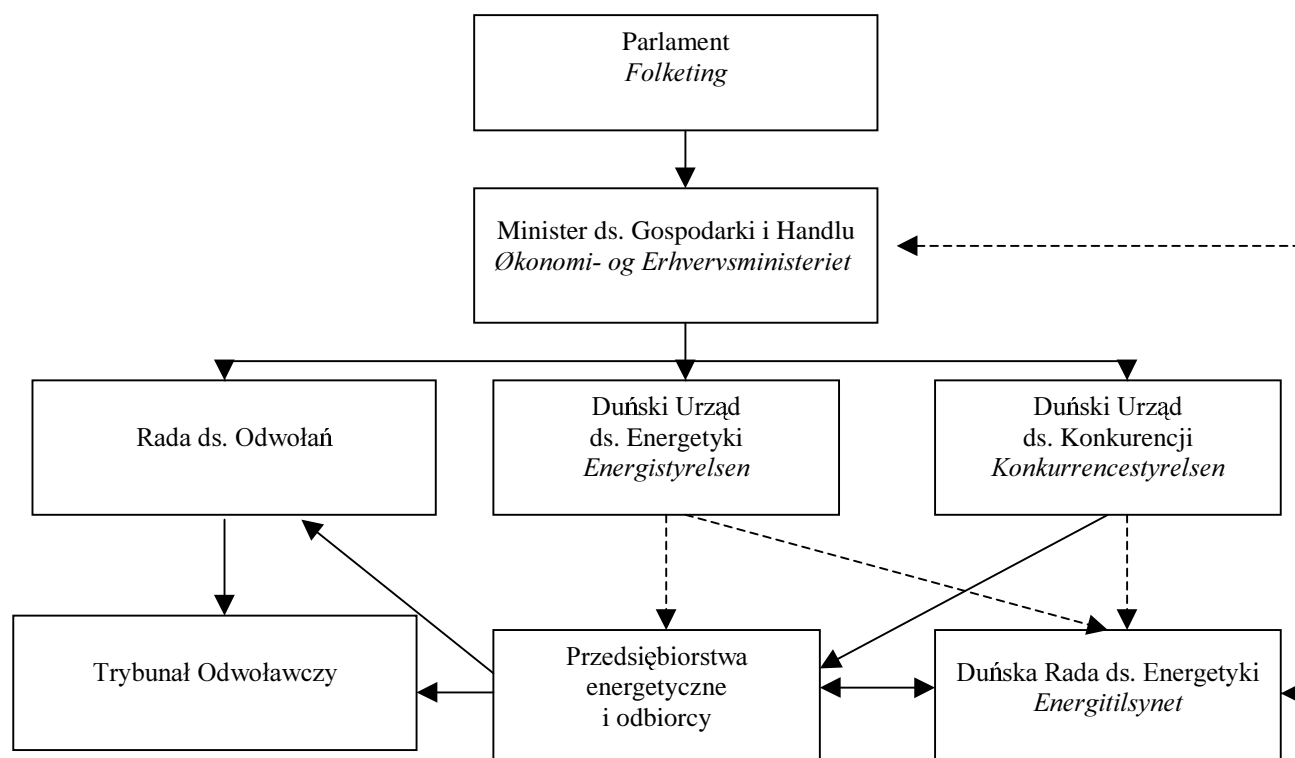 Parlament
Folketing
Minister ds. Gospodarki i Handlu
Økonomi- og Erhvervsministeriet
Rada ds. Odwołań
Duński Urząd
ds. Energetyki
Energistyrelsen
Duński Urząd
ds. Konkurencji
Konkurrencestyrelsen
Trybunał Odwoławczy
Przedsiębiorstwa
energetyczne
i odbiorcy
Duńska Rada ds. Energetyki
Energitilsynet